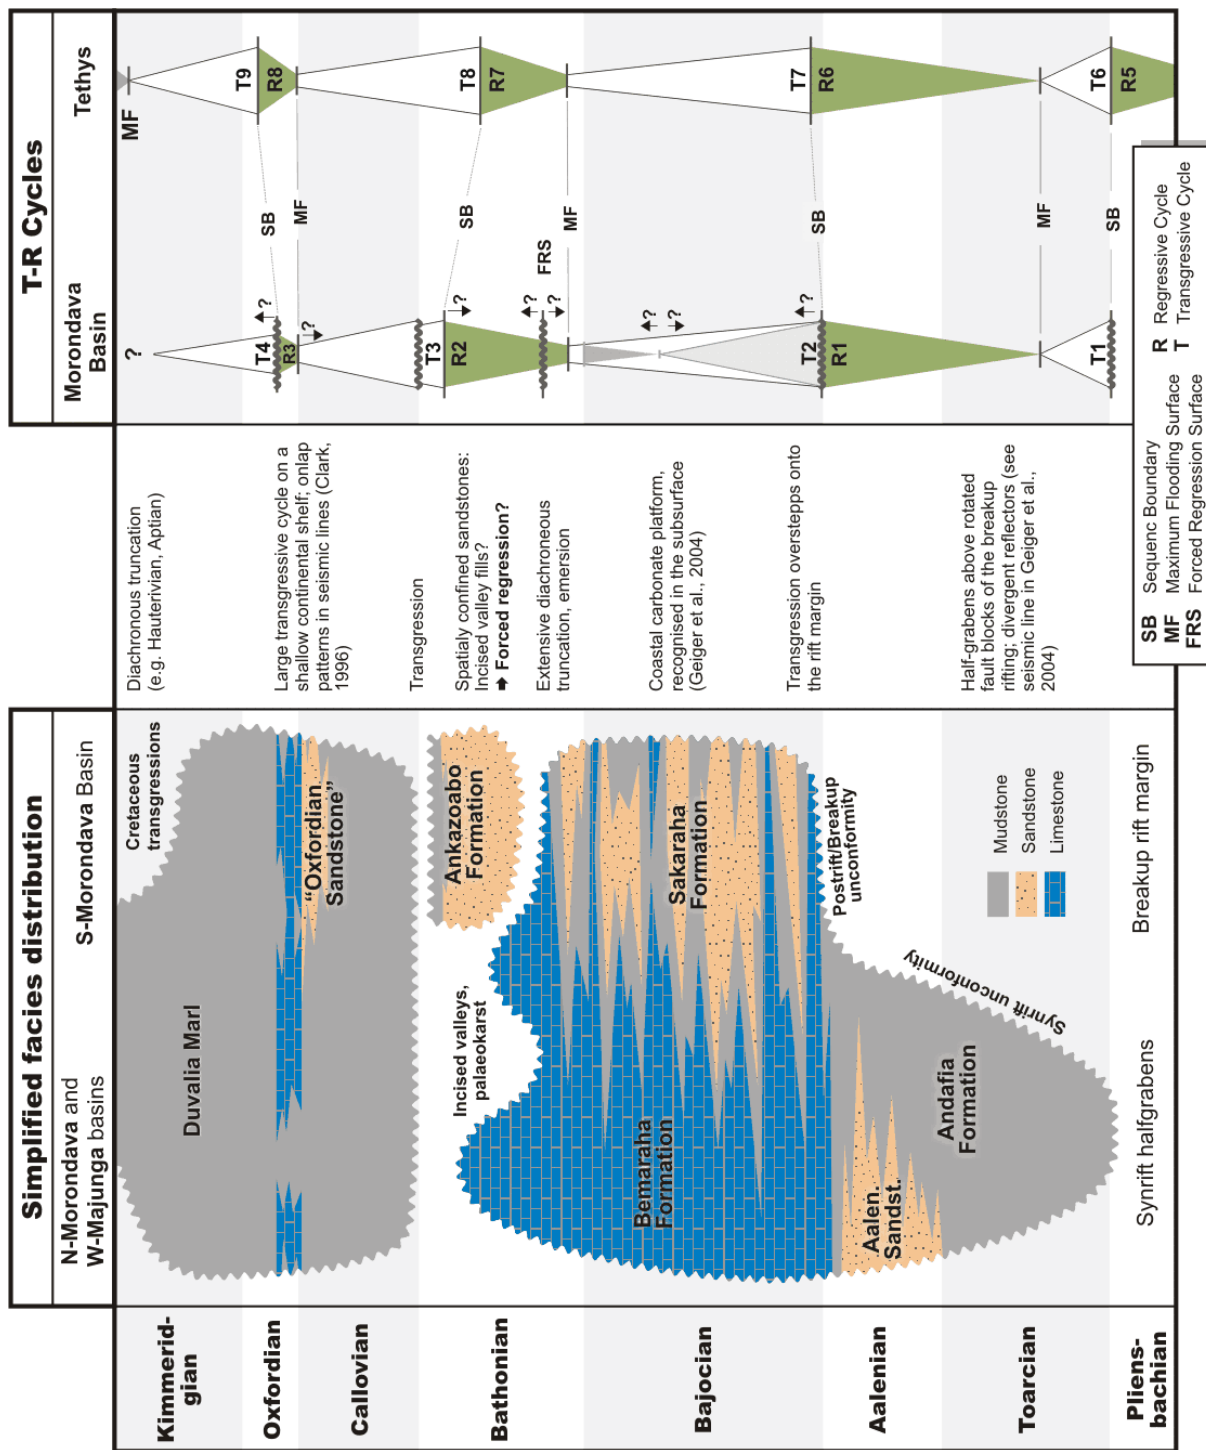 Simplified facies distribution
T-R Cycles
N-Morondava and
W-Majunga basins
S-Morondava Basin
Morondava
Basin
Tethys
Kimmerid-
gian
Oxfordian
Callovian
Bathonian
Bajocian
Aalenian
Toarcian
Pliens-
bachian
Duvalia Marl
Cretaceous
transgressions
"Oxfordian
Sandstone"
Ankazoabo
Formation
Incised valleys,
palaeokarst
Bemaraha
Formation
Sakaraha
Formation
Postrift/Breakup
unconformity
Aalen.
Sandst.
Andafia
Formation
Synrift unconformity
Mudstone
Sandstone
Limestone
Synrift halfgrabens
Breakup rift margin
Diachronous truncation
(e.g. Hauterivian, Aptian)
Large transgressive cycle on a
shallow continental shelf; onlap
patterns in seismic lines (Clark,
1996)
Transgression
Spatialy confined sandstones:
Incised valley fills?
➡ Forced regression?
Extensive diachroneous
truncation, emersion
Coastal carbonate platform,
recognised in the subsurface
(Geiger et al., 2004)
Transgression overstepps onto
the rift margin
Half-grabens above rotated
fault blocks of the breakup
rifting; divergent reflectors (see
seismic line in Geiger et al.,
2004)
?
MF
T4
?
SB
T9
R3
R8
?
MF
T3
?
SB
T8
R2
R7
?
FRS
?
MF
?
?
T2
?
SB
T7
R1
R6
MF
T1
SB
T6
R5
SB Sequenc Boundary
MF Maximum Flooding Surface
FRS Forced Regression Surface
R Regressive Cycle
T Transgressive Cycle